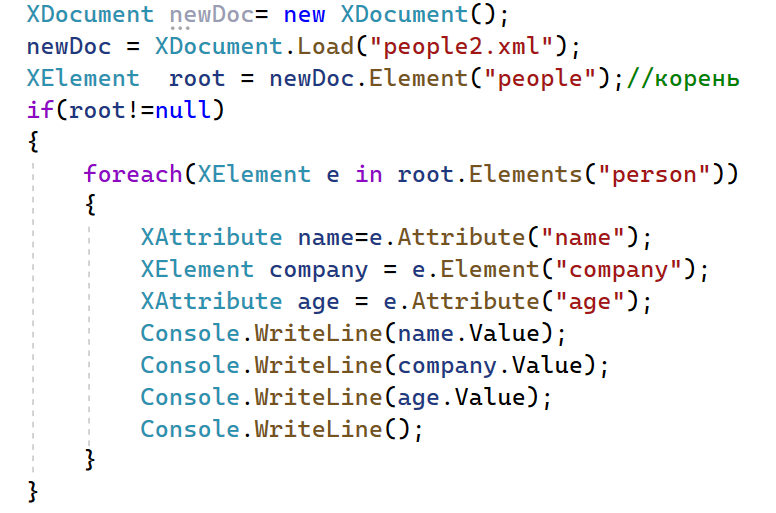 XDocument newDoc= new XDocument();
newDoc = XDocument.Load("people2.xml");
XElement  root = newDoc.Element("people");//корень
if(root!=null)
{
    foreach(XElement e in root.Elements("person"))
    {
        XAttribute name=e.Attribute("name");
        XElement company = e.Element("company");
        XAttribute age = e.Attribute("age");
        Console.WriteLine(name.Value);
        Console.WriteLine(company.Value);
        Console.WriteLine(age.Value);
        Console.WriteLine();
    }
}